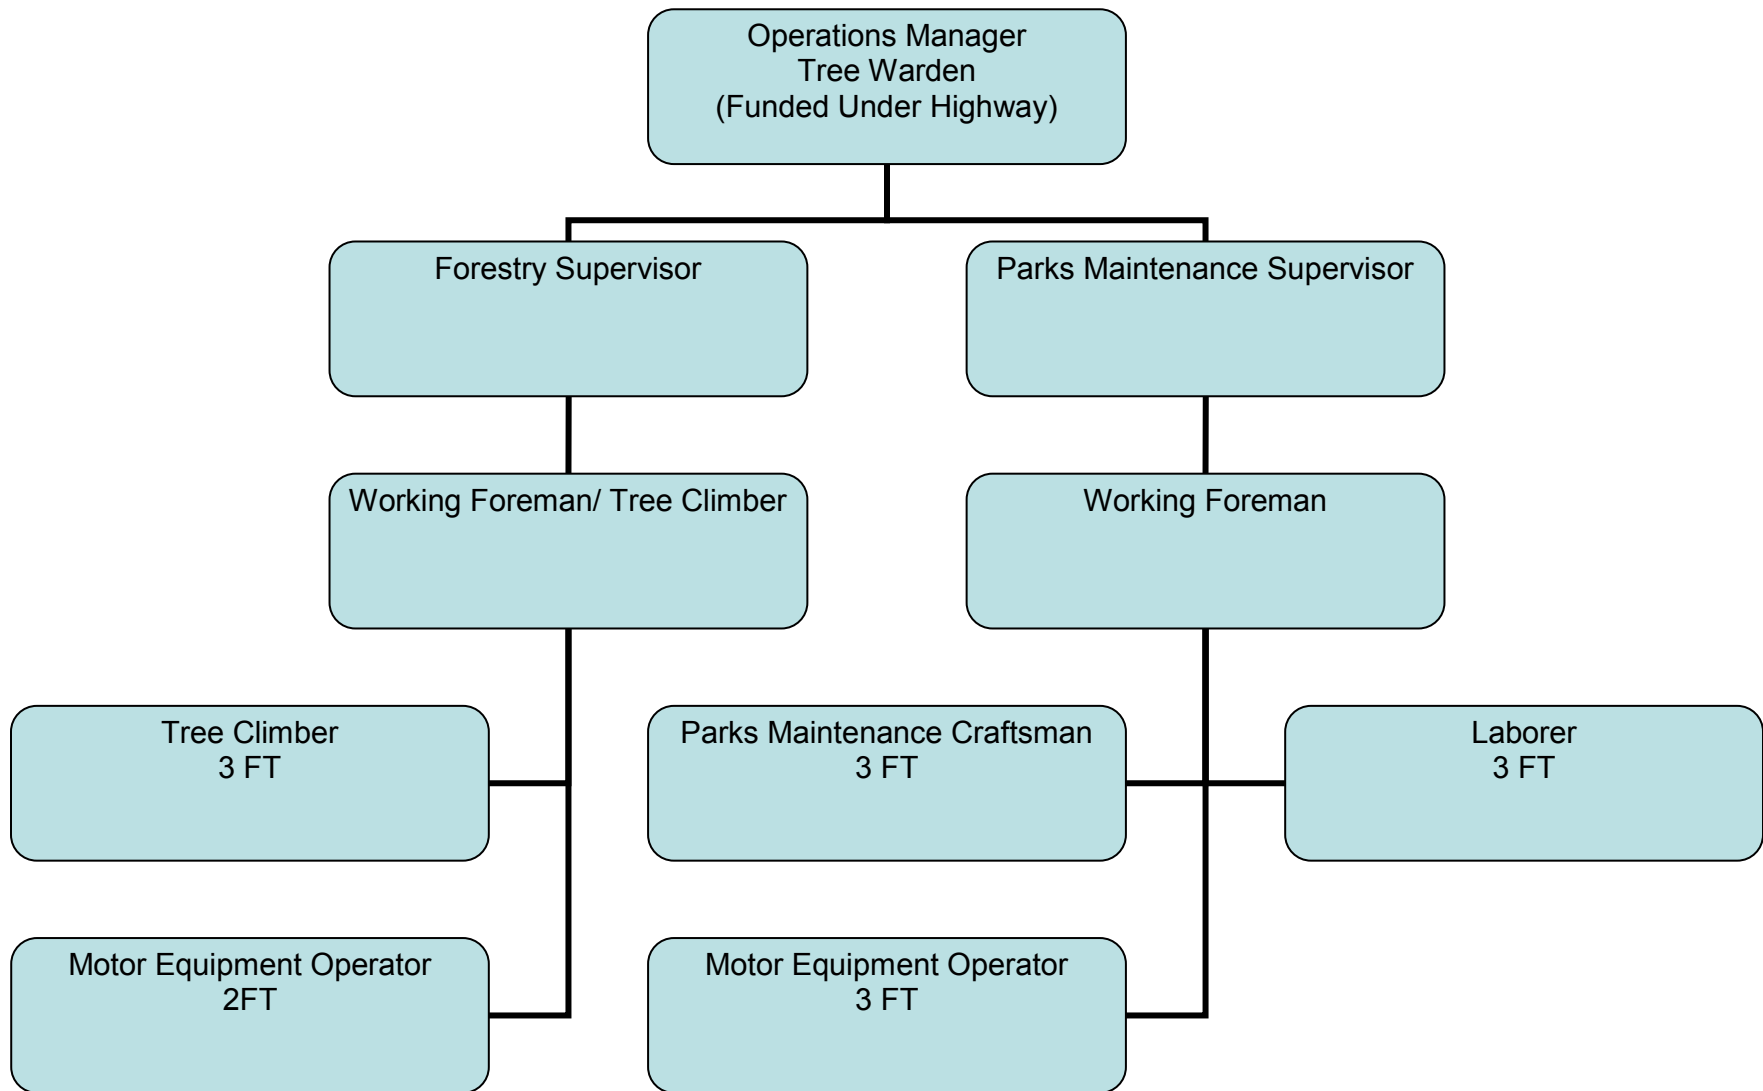 Operations Manager
Tree Warden
(Funded Under Highway)
Forestry Supervisor
Parks Maintenance Supervisor
Working Foreman/ Tree Climber
Working Foreman
Tree Climber
3 FT
Parks Maintenance Craftsman
3 FT
Laborer
3 FT
Motor Equipment Operator
2FT
Motor Equipment Operator
3 FT